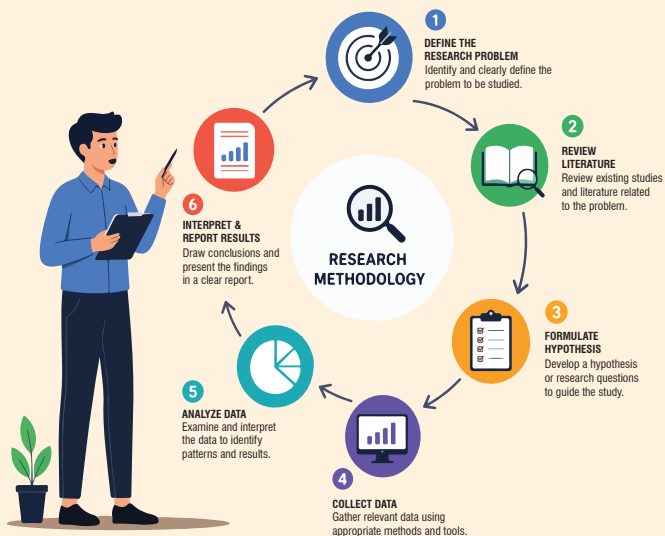 1
DEFINE THE
RESEARCH PROBLEM
Identify and clearly define the
problem to be studied.
2
REVIEW
LITERATURE
Review existing studies
and literature related
to the problem.
3
FORMULATE
HYPOTHESIS
Develop a hypothesis
or research questions
to guide the study.
4
COLLECT DATA
Gather relevant data using
appropriate methods and tools.
5
ANALYZE DATA
Examine and interpret
the data to identify
patterns and results.
6
INTERPRET &
REPORT RESULTS
Draw conclusions and
present the findings
in a clear report.
RESEARCH
METHODOLOGY